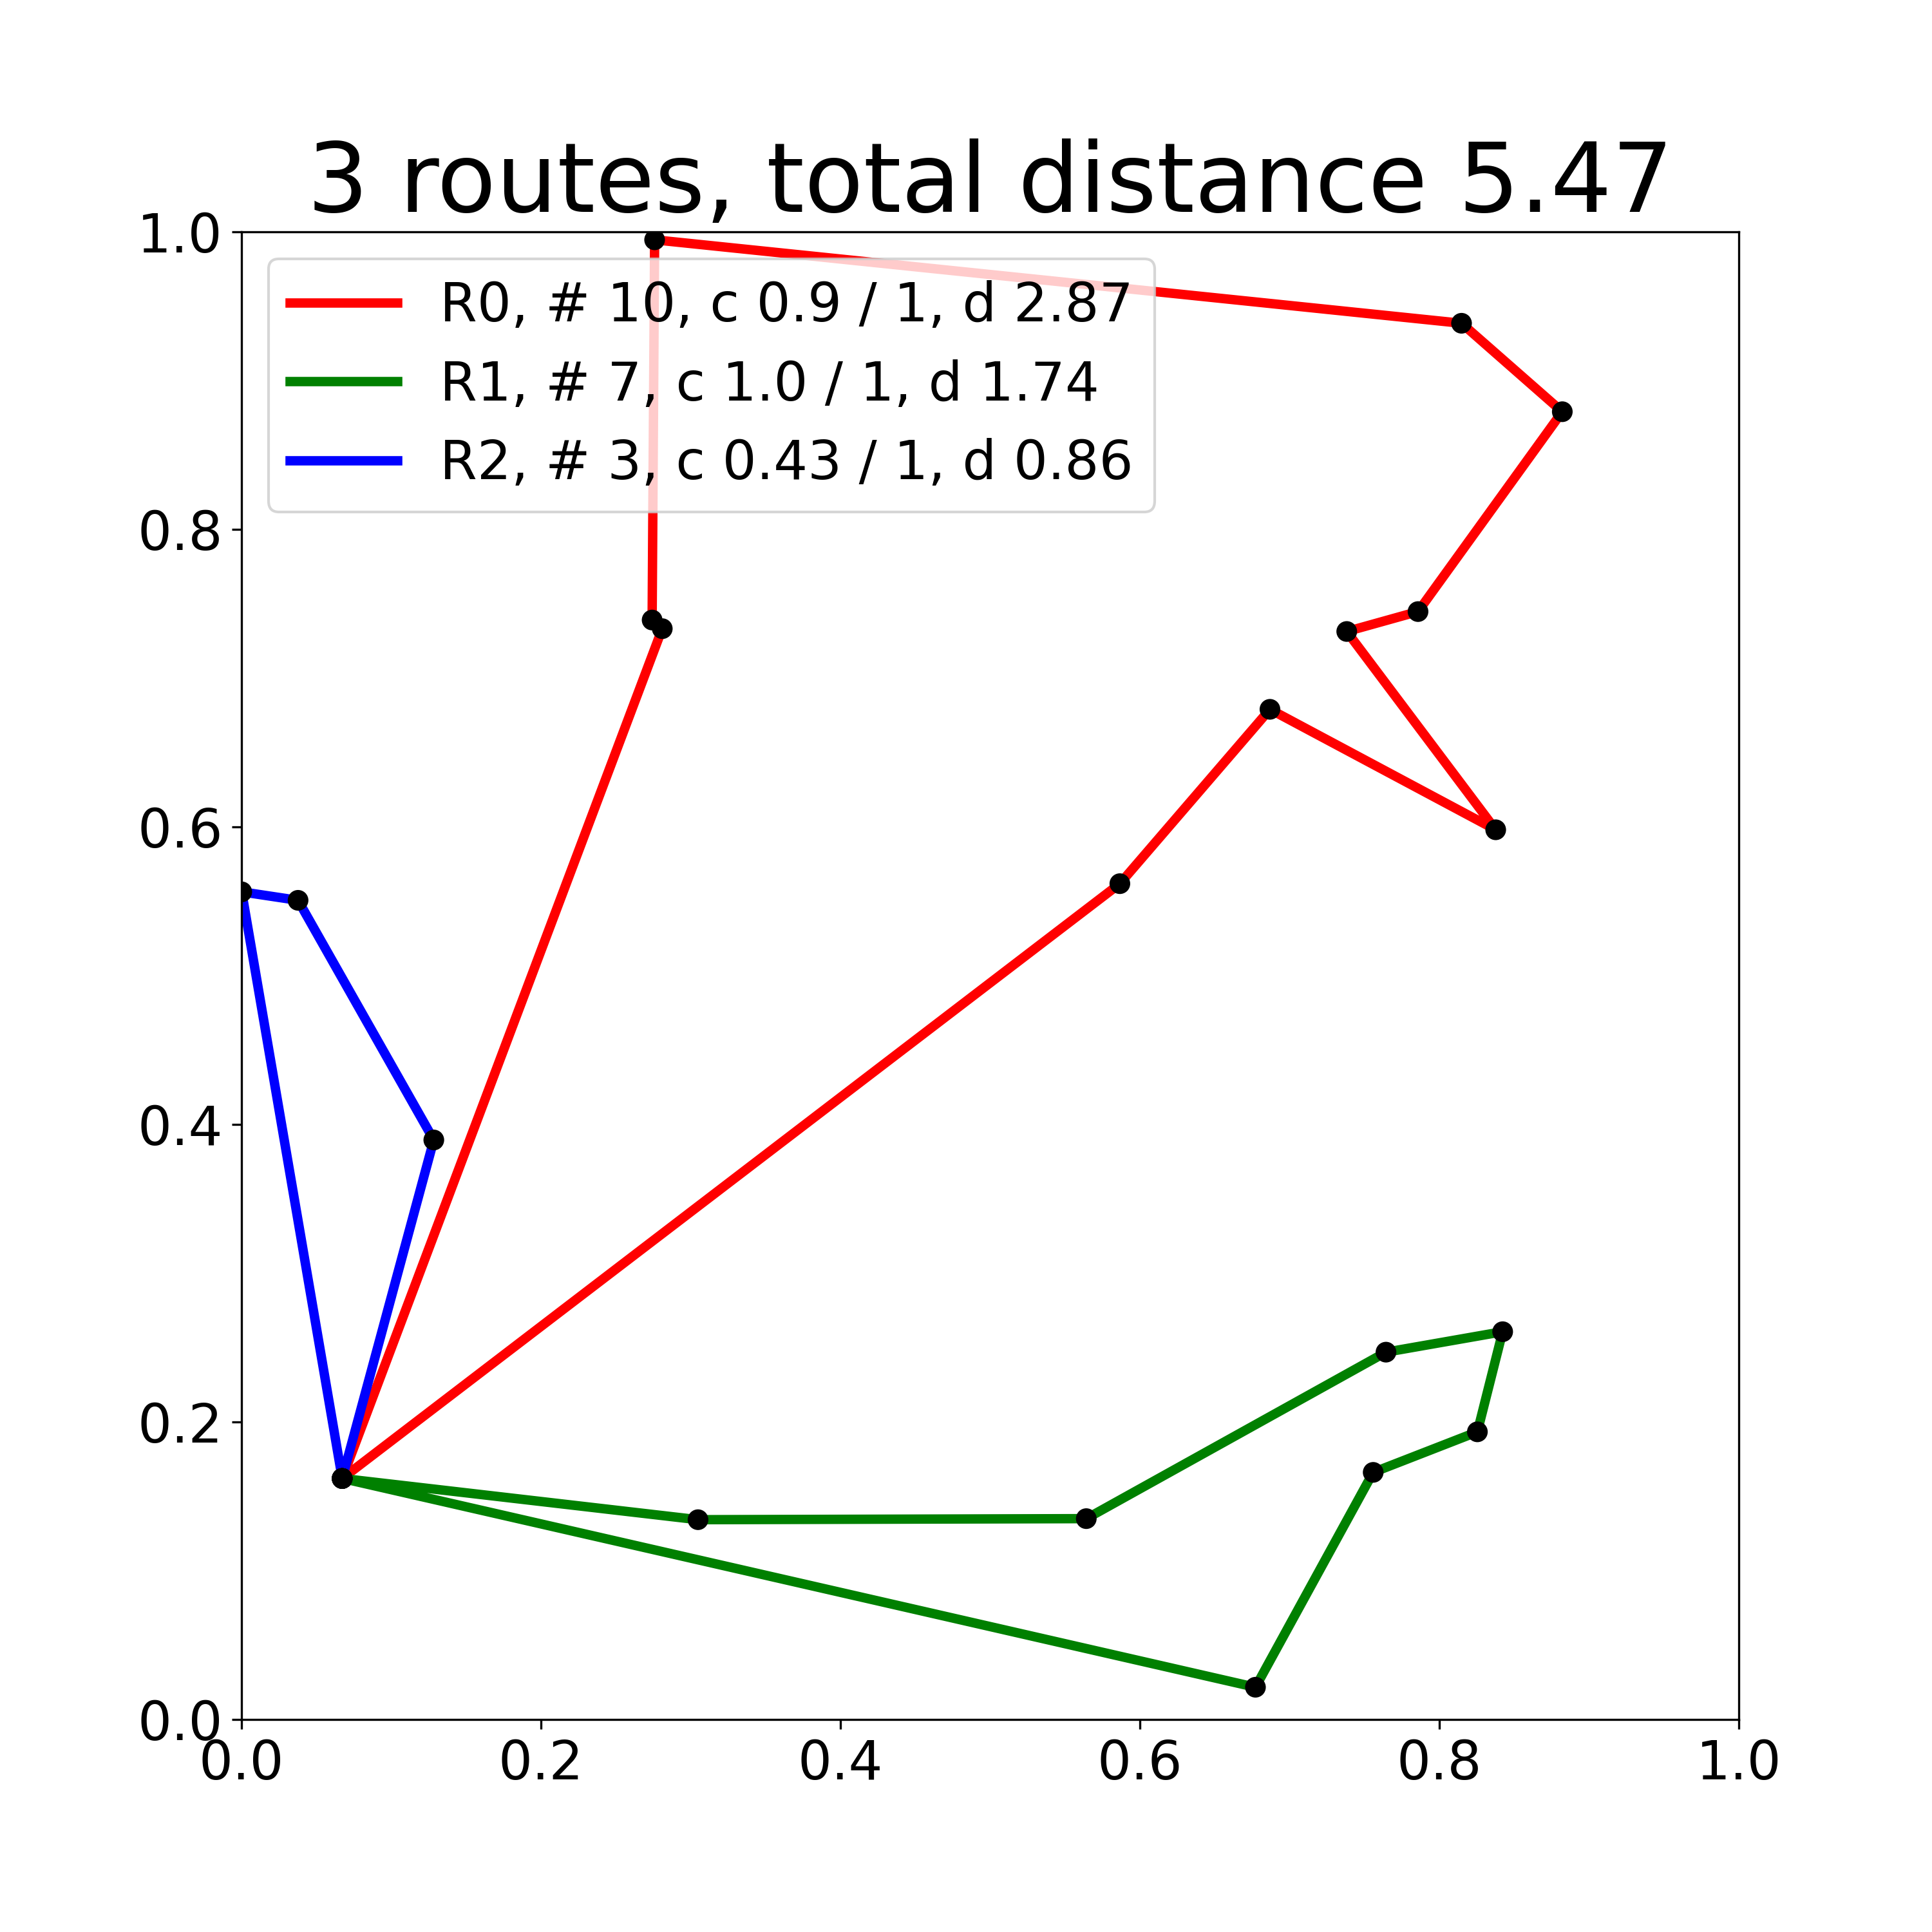 3 routes, total distance 5.47
1.0
R0, # 10, c 0.9 / 1, d 2.87
R1, # 7, c 1.0 / 1, d 1.74
R2, # 3, c 0.43 / 1, d 0.86
0.8
0.6
0.4
0.2
0.0
0.0 0.2 0.4 0.6 0.8 1.0